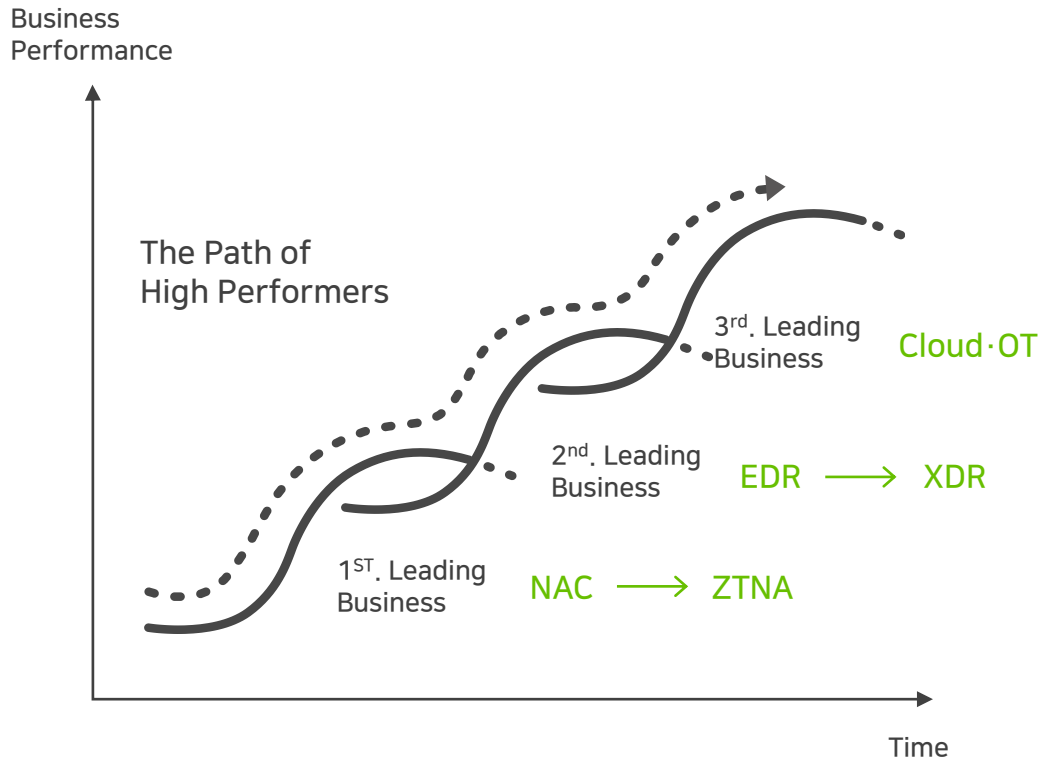 Business
Performance
The Path of
High Performers
3rd. Leading
Business
Cloud·OT
2nd. Leading
Business
EDR
XDR
1ST. Leading
Business
NAC
ZTNA
Time